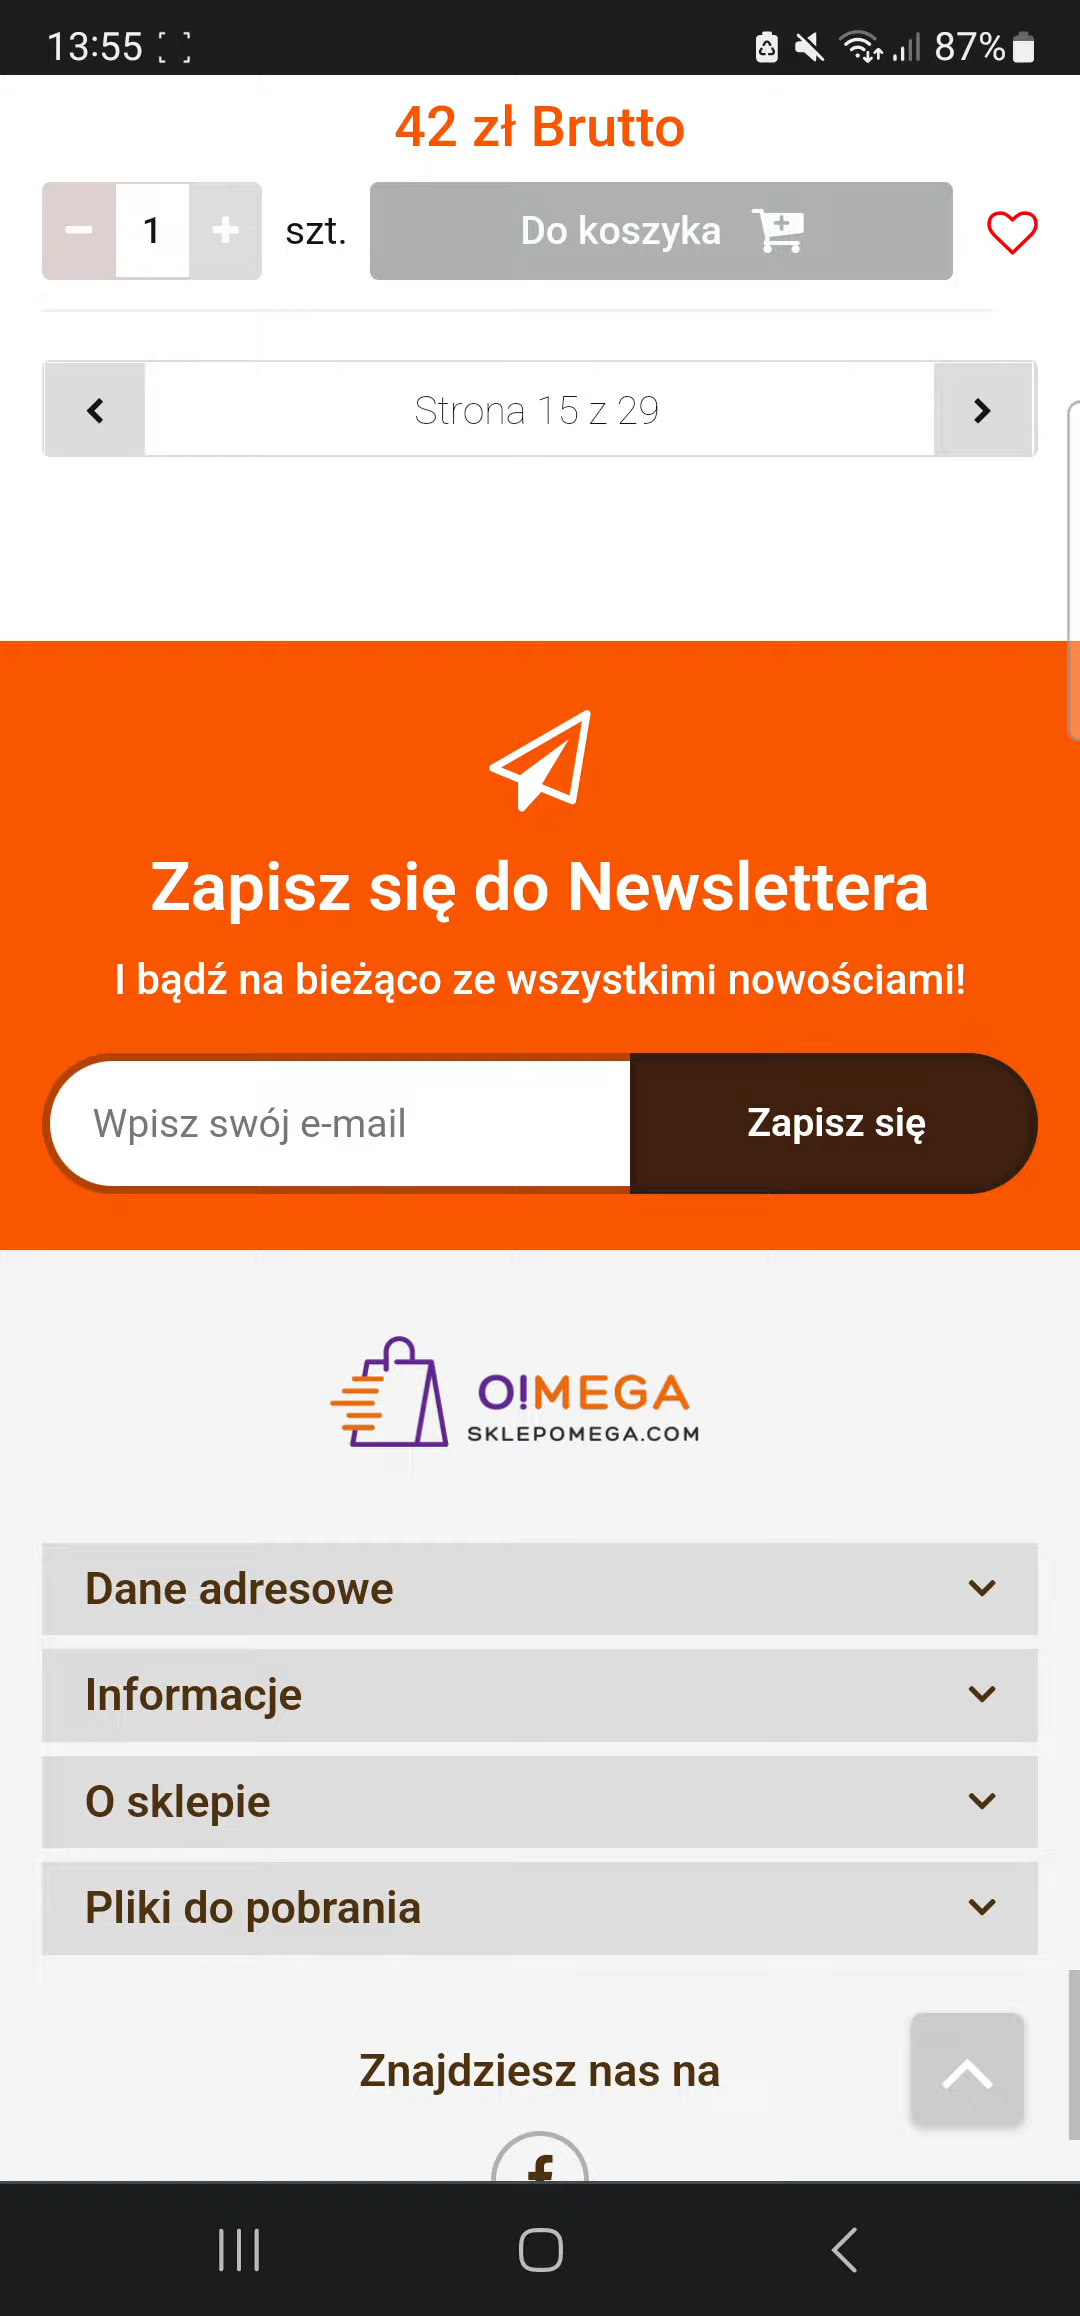 13:55
87%
42 zł Brutto
1 szt. Do koszyka
Strona 15 z 29
Zapisz się do Newslettera
I bądź na bieżąco ze wszystkimi nowościami!
Wpisz swój e-mail Zapisz się
O!MEGA
SKLEPOMEGA.COM
Dane adresowe
Informacje
O sklepie
Pliki do pobrania
Znajdziesz nas na